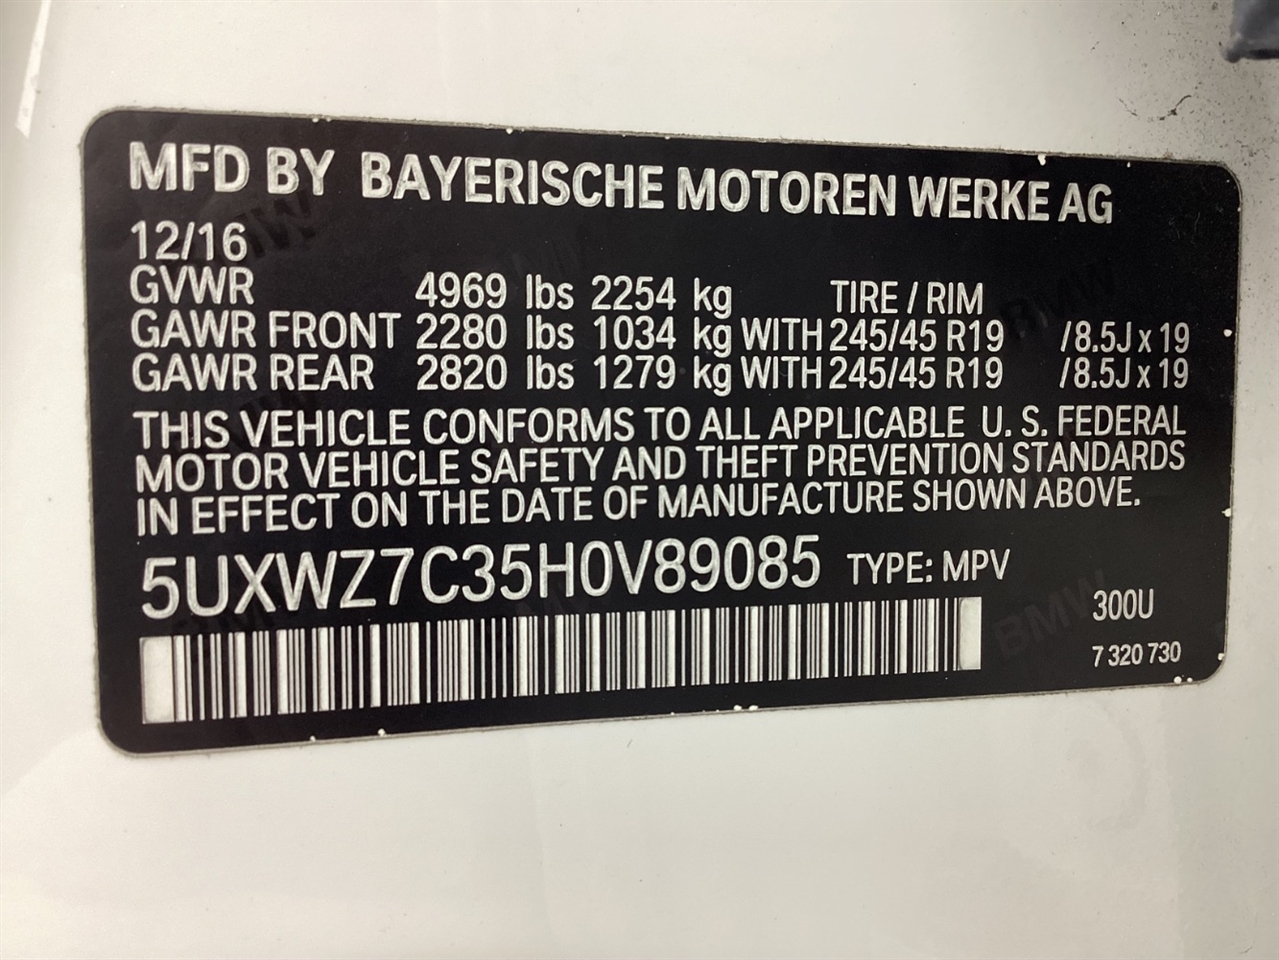 MFD BY BAYERISCHE MOTOREN WERKE AG
12/16
GVWR 4969 lbs 2254 kg TIRE / RIM
GAWR FRONT 2280 lbs 1034 kg WITH 245/45 R19 /8.5J x 19
GAWR REAR 2820 lbs 1279 kg WITH 245/45 R19 /8.5J x 19
THIS VEHICLE CONFORMS TO ALL APPLICABLE U. S. FEDERAL
MOTOR VEHICLE SAFETY AND THEFT PREVENTION STANDARDS
IN EFFECT ON THE DATE OF MANUFACTURE SHOWN ABOVE.
5UXWZ7C35H0V89085 TYPE: MPV
300U
7 320 730